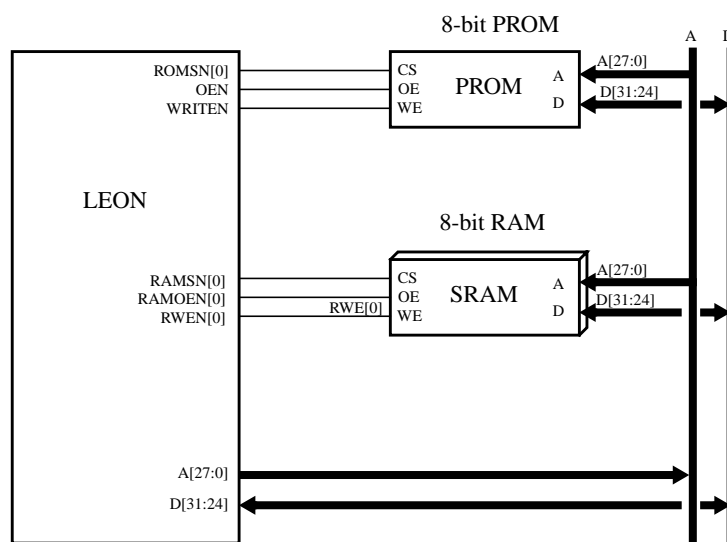 8-bit PROM
A
ROMSN[0]
CS
A[27:0]
OEN
OE
PROM
A
WRITEN
WE
D
D[31:24]
LEON
8-bit RAM
RAMSN[0]
CS
A[27:0]
RAMOEN[0]
OE
SRAM
A
RWEN[0]
RWE[0]
WE
D
D[31:24]
A[27:0]
D[31:24]